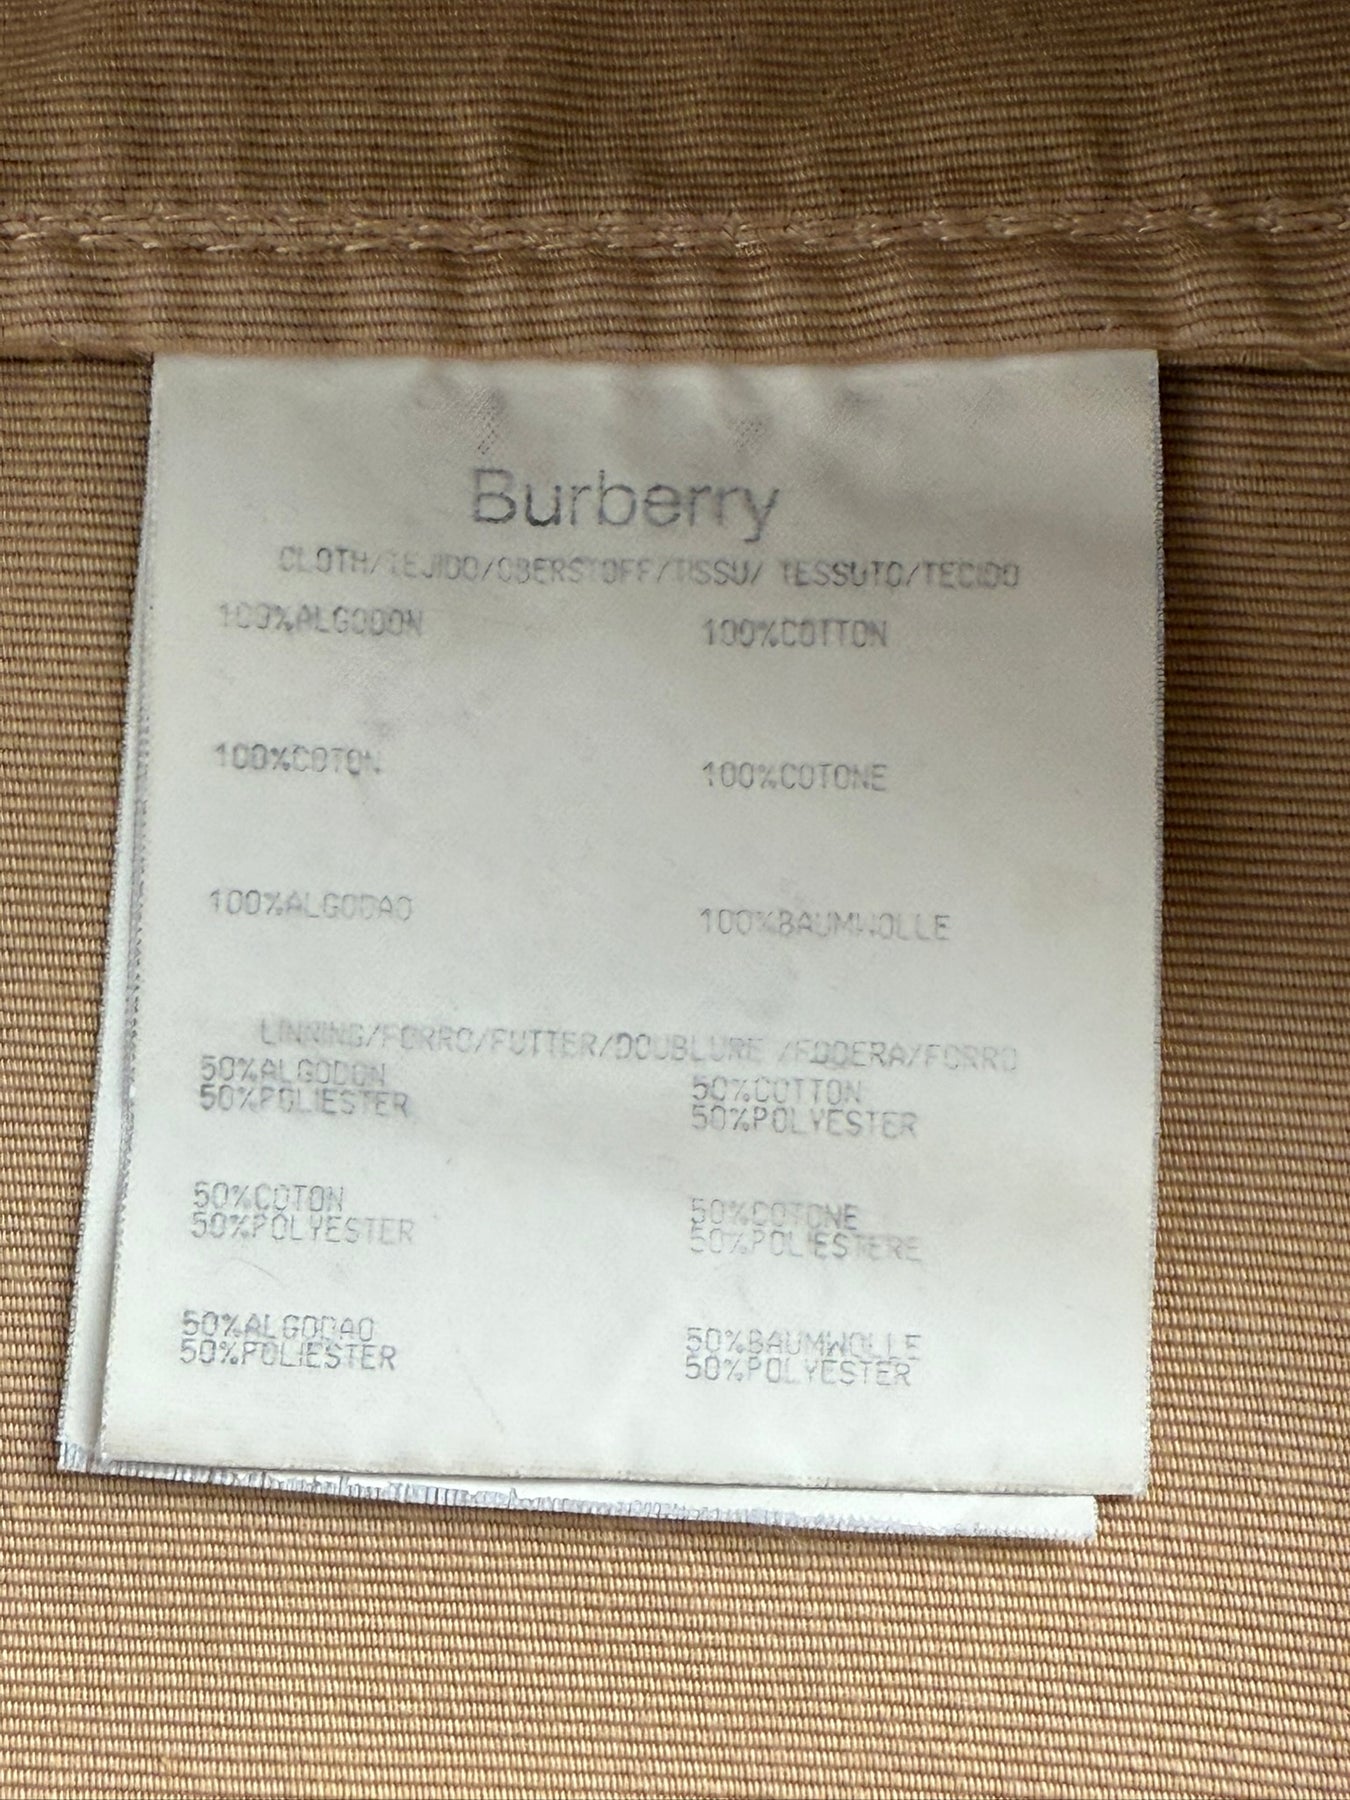 Burberry
CLOTH/TEJIDO/OBERSTOFF/TISSU/ TESSUTO/TECIDO
100%ALGODON 100%COTTON
100%COTON 100%COTONE
100%ALGODAO 100%BAUMWOLLE
LINNING/FORRO/FUTTER/DOUBLURE /FODERA/FORRO
50%ALGODON 50%COTTON
50%POLIESTER 50%POLYESTER
50%COTON 50%COTONE
50%POLYESTER 50%POLIESTERE
50%ALGODAO 50%BAUMWOLLE
50%POLIESTER 50%POLYESTER